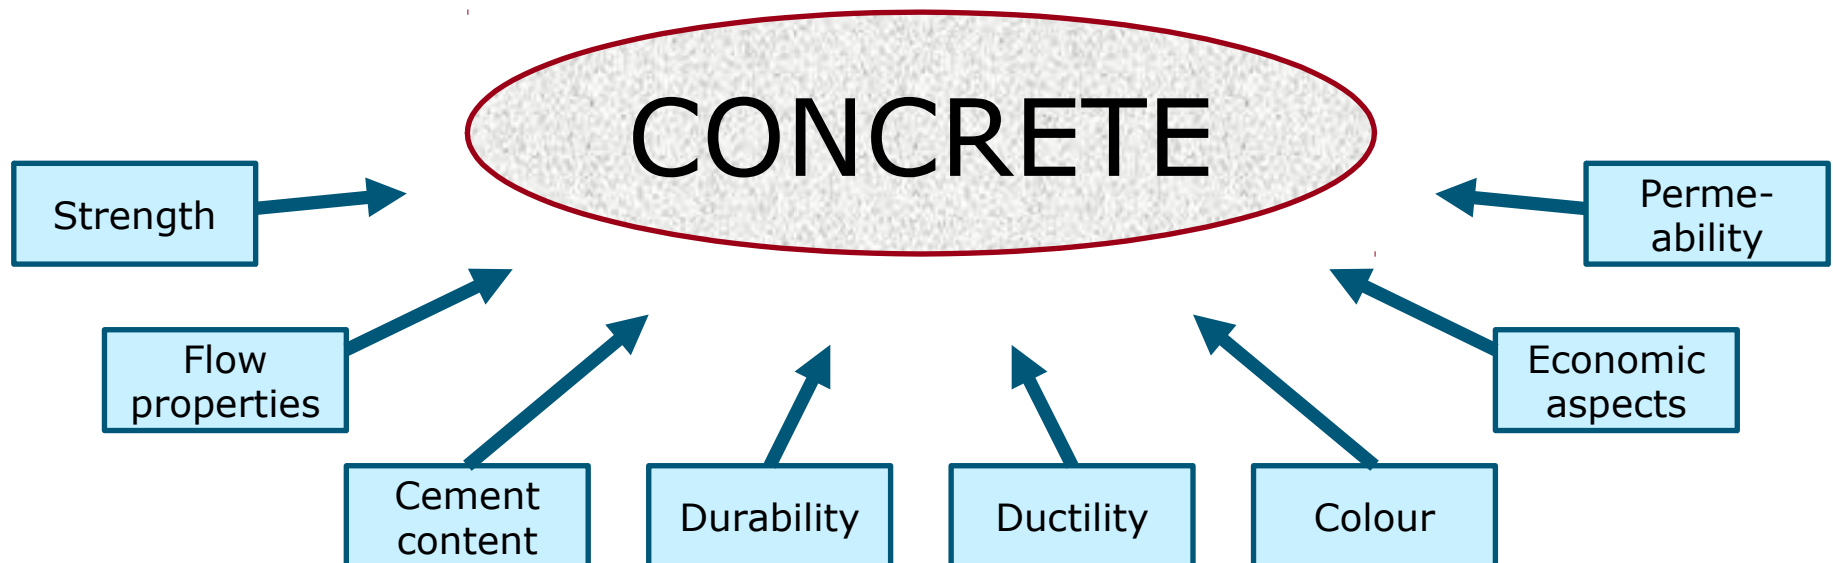 CONCRETE
Strength
Perme-
ability
Flow
properties
Economic
aspects
Cement
content
Durability
Ductility
Colour